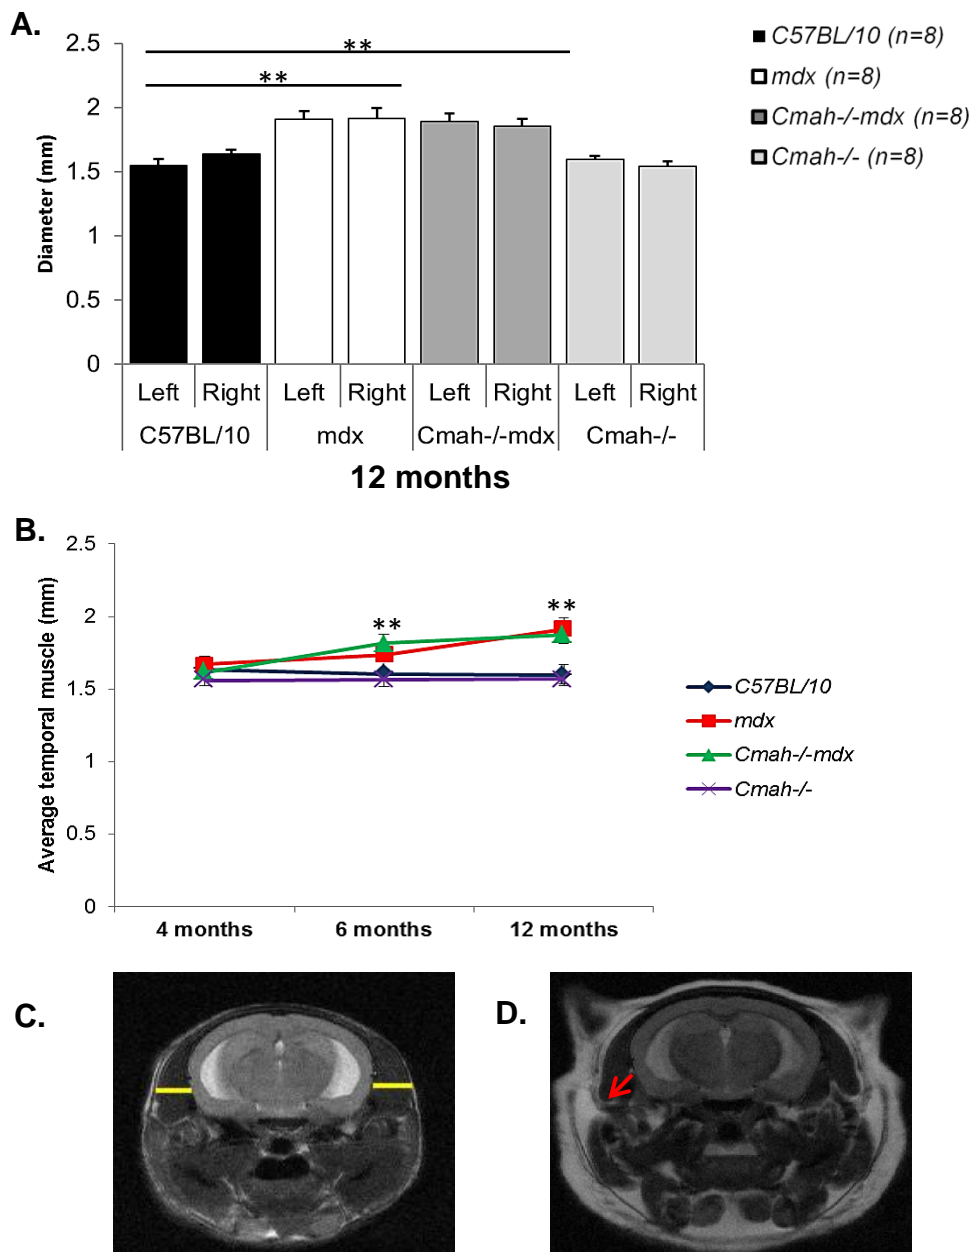 A.
2.5
2
1.5
1
0.5
0
Diameter (mm)
**
**
C57BL/10 (n=8)
mdx (n=8)
Cmah-/-mdx (n=8)
Cmah-/- (n=8)
Left Right Left Right Left Right Left Right
C57BL/10 mdx Cmah-/-mdx Cmah-/-
12 months
B.
2.5
2
1.5
1
0.5
0
Average temporal muscle (mm)
**
**
C57BL/10
mdx
Cmah-/-mdx
Cmah-/-
4 months 6 months 12 months
C.
D.